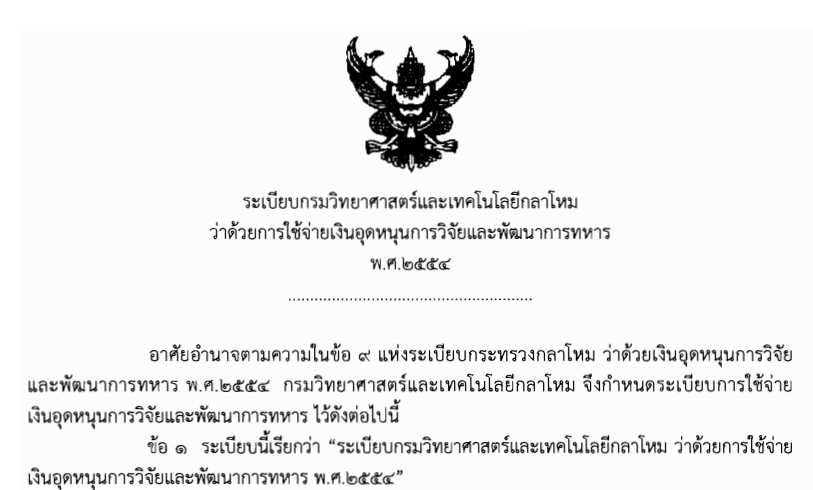 ระเบียบกรมวิทยาศาสตร์และเทคโนโลยีกลาโหม
ว่าด้วยการใช้จ่ายเงินอุดหนุนการวิจัยและพัฒนาการทหาร
พ.ศ.๒๕๕๔
........................................................
อาศัยอำนาจตามความในข้อ ๙ แห่งระเบียบกระทรวงกลาโหม ว่าด้วยเงินอุดหนุนการวิจัย
และพัฒนาการทหาร พ.ศ.๒๕๕๔ กรมวิทยาศาสตร์และเทคโนโลยีกลาโหม จึงกำหนดระเบียบการใช้จ่าย
เงินอุดหนุนการวิจัยและพัฒนาการทหาร ไว้ดังต่อไปนี้
ข้อ ๑ ระเบียบนี้เรียกว่า “ระเบียบกรมวิทยาศาสตร์และเทคโนโลยีกลาโหม ว่าด้วยการใช้จ่าย
เงินอุดหนุนการวิจัยและพัฒนาการทหาร พ.ศ.๒๕๕๔”